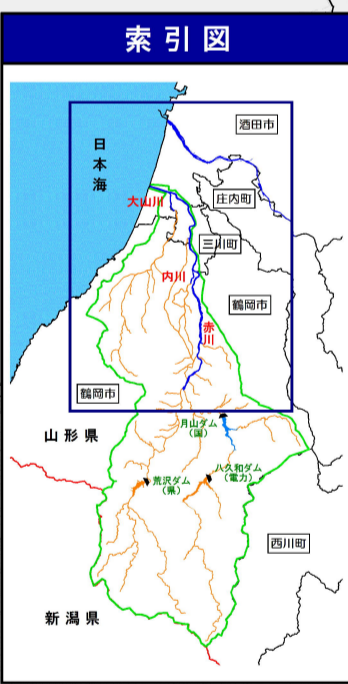 索引図
酒田市
日本海
庄内町
大山川
三川町
内川
鶴岡市
赤川
鶴岡市
月山ダム
（国）
山形県
八久和ダム
（電力）
荒沢ダム
（県）
西川町
新潟県